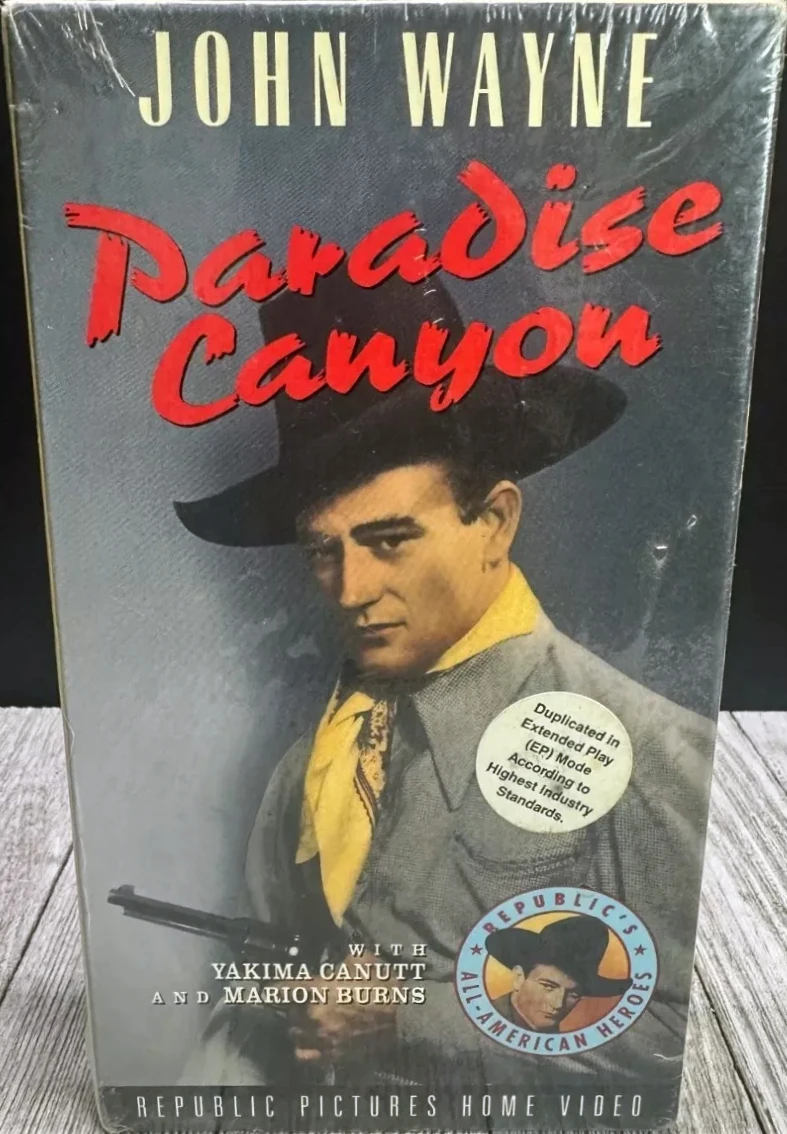 JOHN WAYNE
Paradise
Canyon
Duplicated in
Extended Play
(EP) Mode
According to
Highest Industry
Standards.
WITH
YAKIMA CANUTT
AND MARION BURNS
REPUBLIC'S
ALL-AMERICAN HEROES
REPUBLIC PICTURES HOME VIDEO